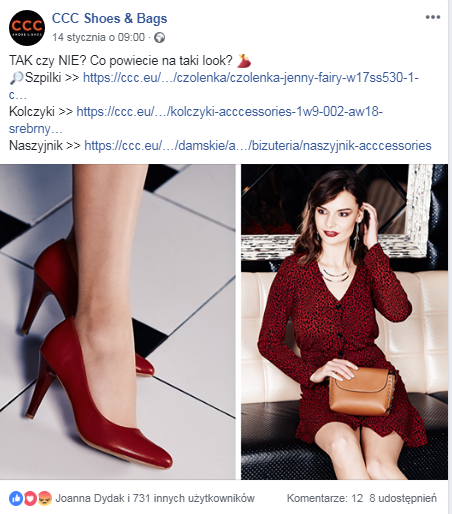 CCC
SHOES & BAGS
CCC Shoes & Bags
14 stycznia o 09:00 ·
TAK czy NIE? Co powiecie na taki look? 💃
🔎Szpilki >> https://ccc.eu/…/czolenka/czolenka-jenny-fairy-w17ss530-1-
c…
Kolczyki >> https://ccc.eu/…/kolczyki-acccessories-1w9-002-aw18-
srebrny…
Naszyjnik >> https://ccc.eu/…/damskie/a…/bizuteria/naszyjnik-acccessories
Joanna Dydak i 731 innych użytkowników
Komentarze: 12 8 udostępnień